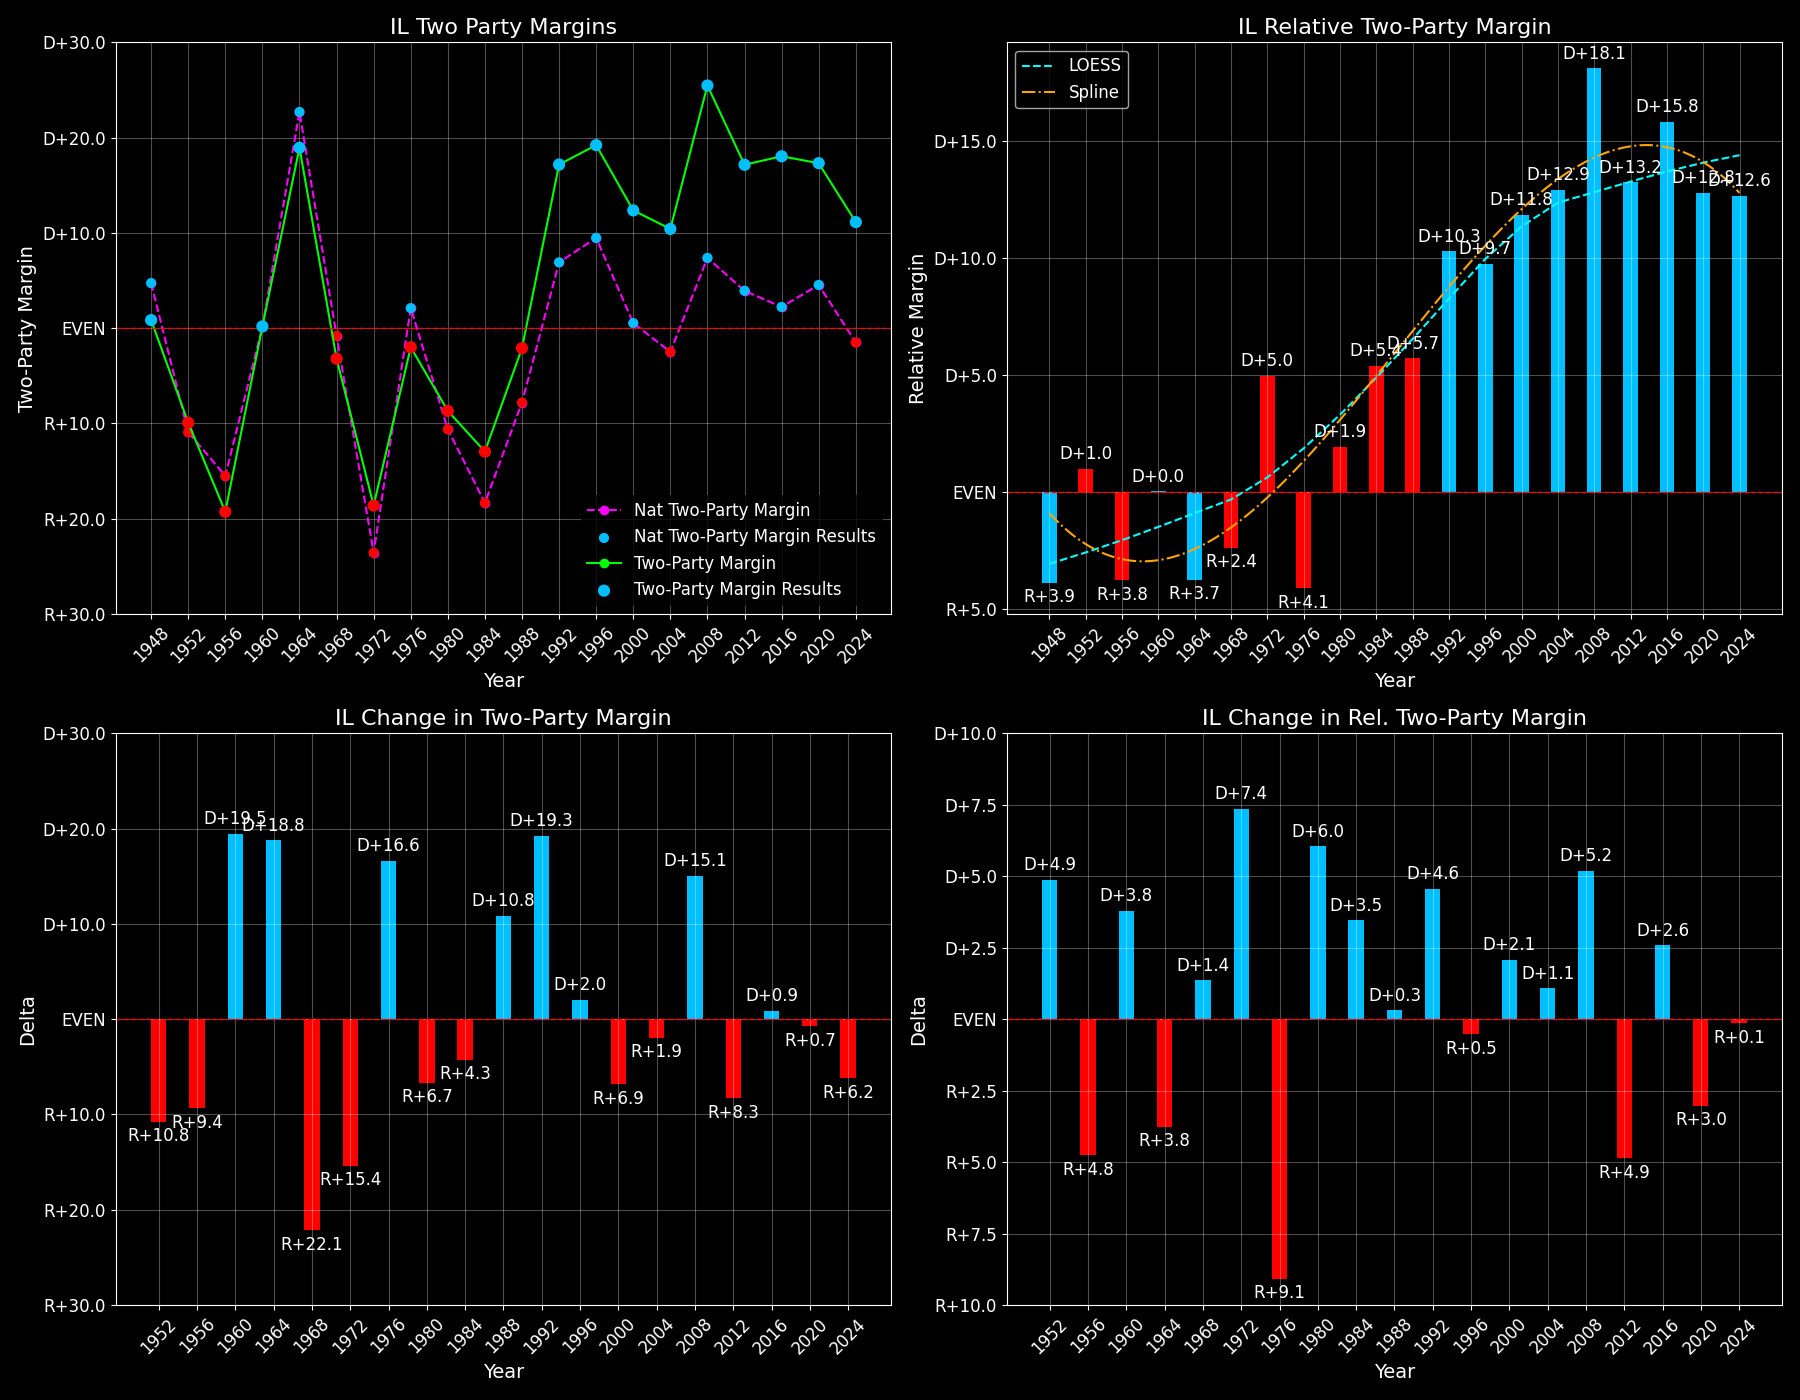 IL Two Party Margins
D+30.0
D+20.0
D+10.0
EVEN
R+10.0
R+20.0
R+30.0
Two-Party Margin
Nat Two-Party Margin
Nat Two-Party Margin Results
Two-Party Margin
Two-Party Margin Results
1948 1952 1956 1960 1964 1968 1972 1976 1980 1984 1988 1992 1996 2000 2004 2008 2012 2016 2020 2024
Year
IL Relative Two-Party Margin
LOESS
Spline
D+15.0
D+10.0
D+5.0
EVEN
R+5.0
Relative Margin
R+3.9
D+1.0
R+3.8
D+0.0
R+3.7
R+2.4
D+5.0
R+4.1
D+1.9
D+5.4
D+5.7
D+10.3
D+9.7
D+11.8
D+12.9
D+18.1
D+13.2
D+15.8
D+12.8
D+12.6
1948 1952 1956 1960 1964 1968 1972 1976 1980 1984 1988 1992 1996 2000 2004 2008 2012 2016 2020 2024
Year
IL Change in Two-Party Margin
D+30.0
D+20.0
D+10.0
EVEN
R+10.0
R+20.0
R+30.0
Delta
R+10.8
R+9.4
D+19.5
D+18.8
R+22.1
R+15.4
D+16.6
R+6.7
R+4.3
D+10.8
D+19.3
D+2.0
R+6.9
R+1.9
D+15.1
R+8.3
D+0.9
R+0.7
R+6.2
1952 1956 1960 1964 1968 1972 1976 1980 1984 1988 1992 1996 2000 2004 2008 2012 2016 2020 2024
Year
IL Change in Rel. Two-Party Margin
D+10.0
D+7.5
D+5.0
D+2.5
EVEN
R+2.5
R+5.0
R+7.5
R+10.0
Delta
D+4.9
R+4.8
D+3.8
R+3.8
D+1.4
D+7.4
R+9.1
D+6.0
D+3.5
D+0.3
D+4.6
R+0.5
D+2.1
D+1.1
D+5.2
R+4.9
D+2.6
R+3.0
R+0.1
1952 1956 1960 1964 1968 1972 1976 1980 1984 1988 1992 1996 2000 2004 2008 2012 2016 2020 2024
Year